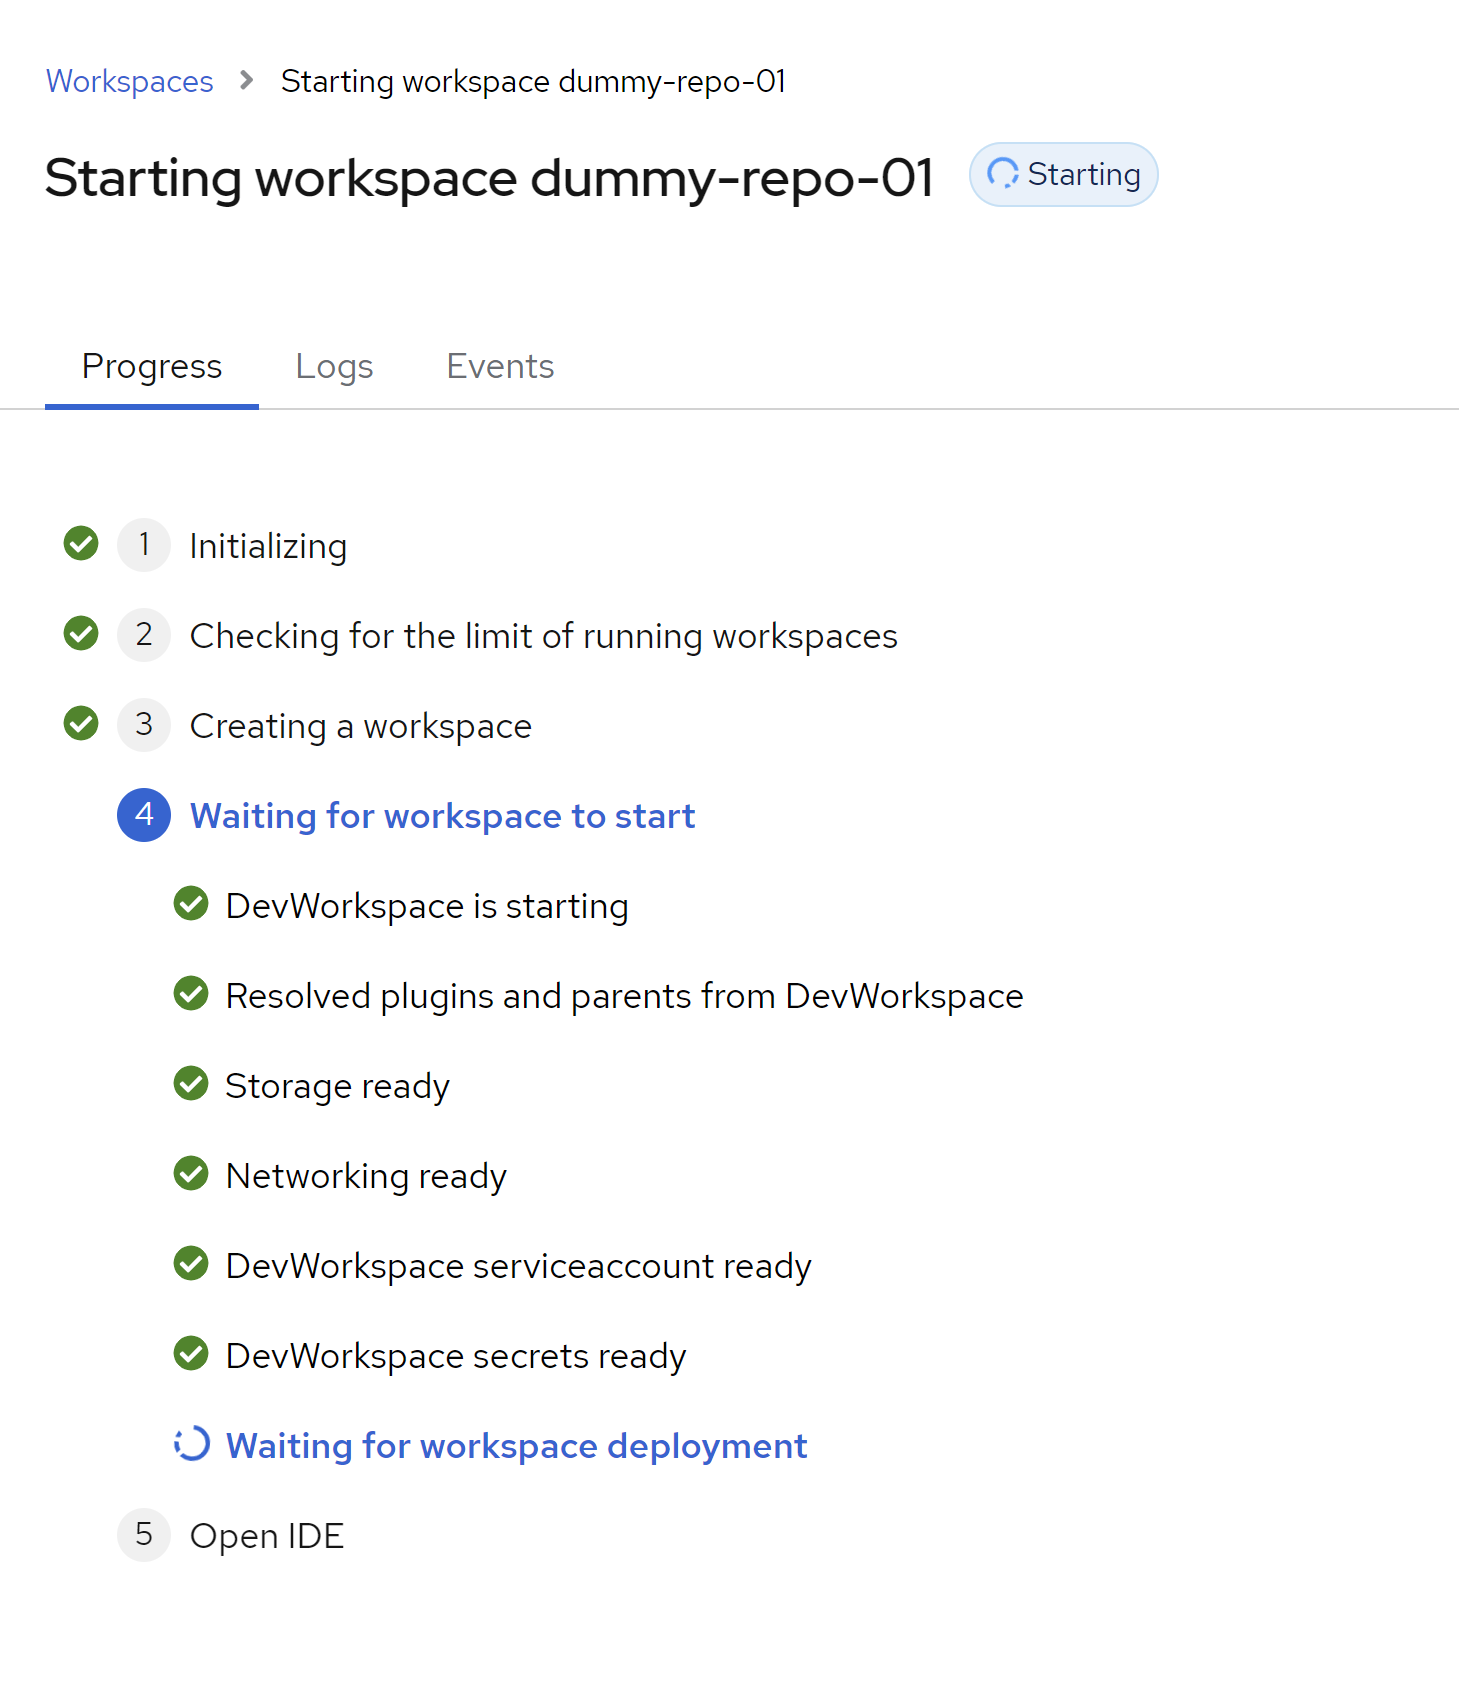 Workspaces > Starting workspace dummy-repo-01
Starting workspace dummy-repo-01 Starting
Progress Logs Events
1 Initializing
2 Checking for the limit of running workspaces
3 Creating a workspace
4 Waiting for workspace to start
DevWorkspace is starting
Resolved plugins and parents from DevWorkspace
Storage ready
Networking ready
DevWorkspace serviceaccount ready
DevWorkspace secrets ready
Waiting for workspace deployment
5 Open IDE